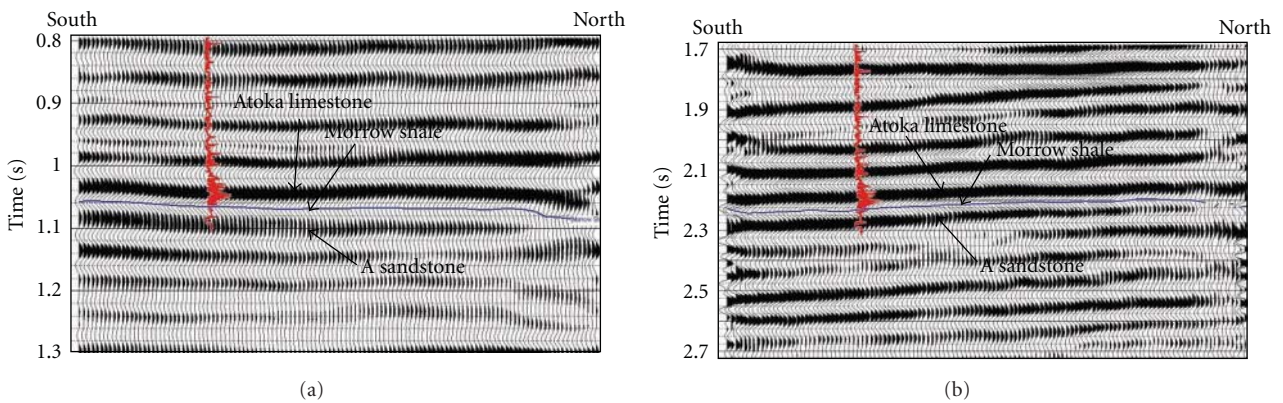 South
North
0.8
0.9
1
1.1
1.2
1.3
Time (s)
Atoka limestone
Morrow shale
A sandstone
(a)
South
North
1.7
1.9
2.1
2.3
2.5
2.7
Time (s)
Atoka limestone
Morrow shale
A sandstone
(b)